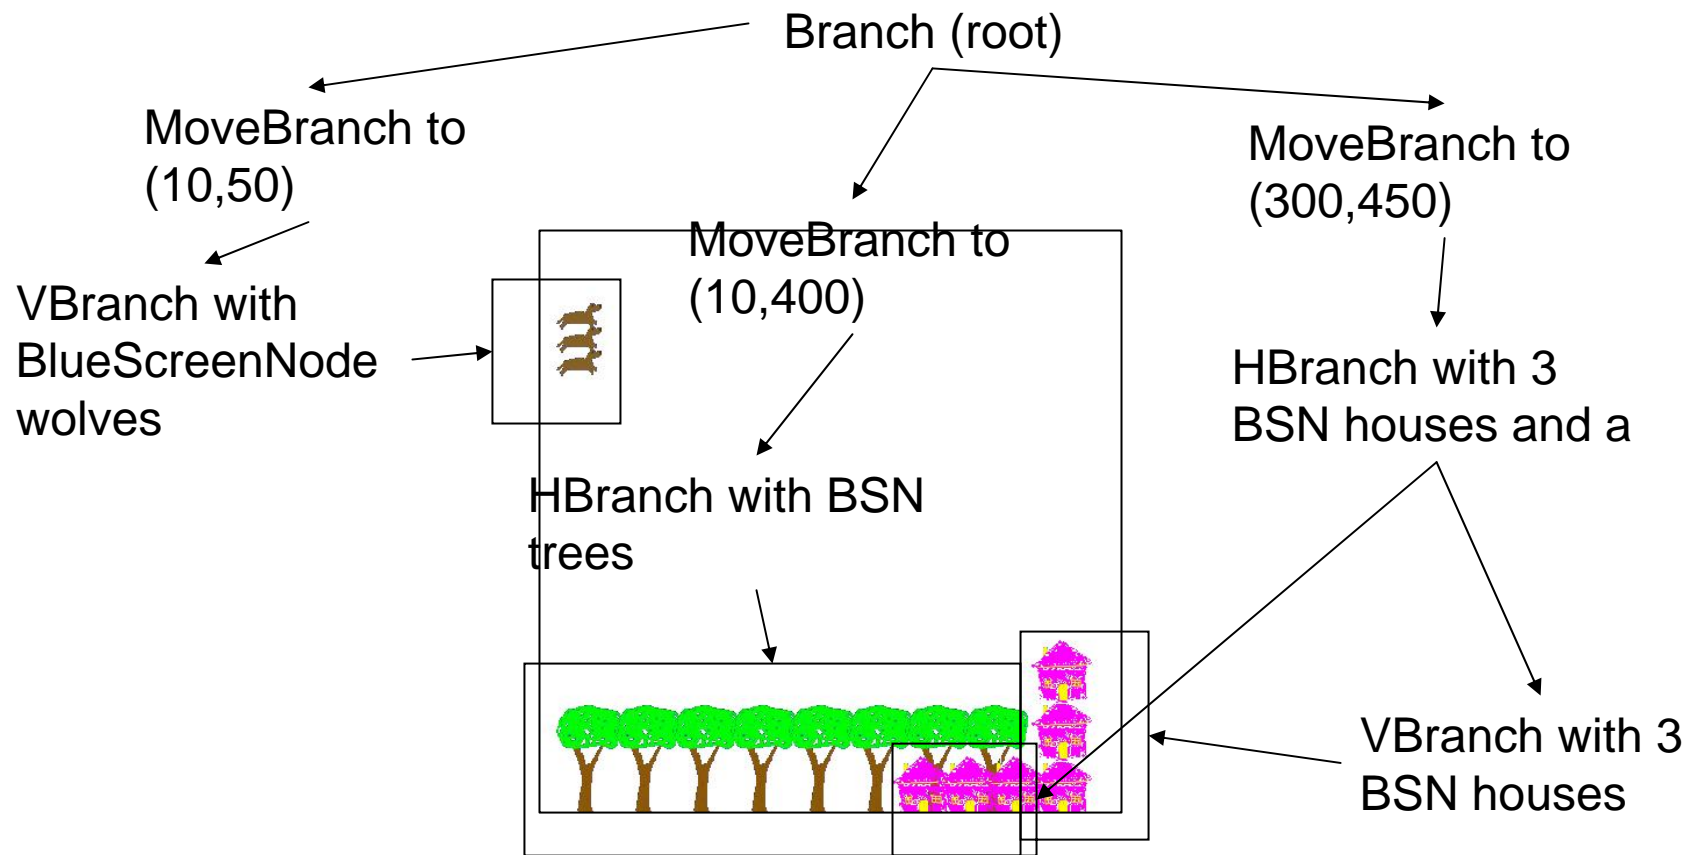 Branch (root)
MoveBranch to
(10,50)
MoveBranch to
(300,450)
MoveBranch to
(10,400)
VBranch with
BlueScreenNode
wolves
HBranch with 3
BSN houses and a
HBranch with BSN
trees
VBranch with 3
BSN houses